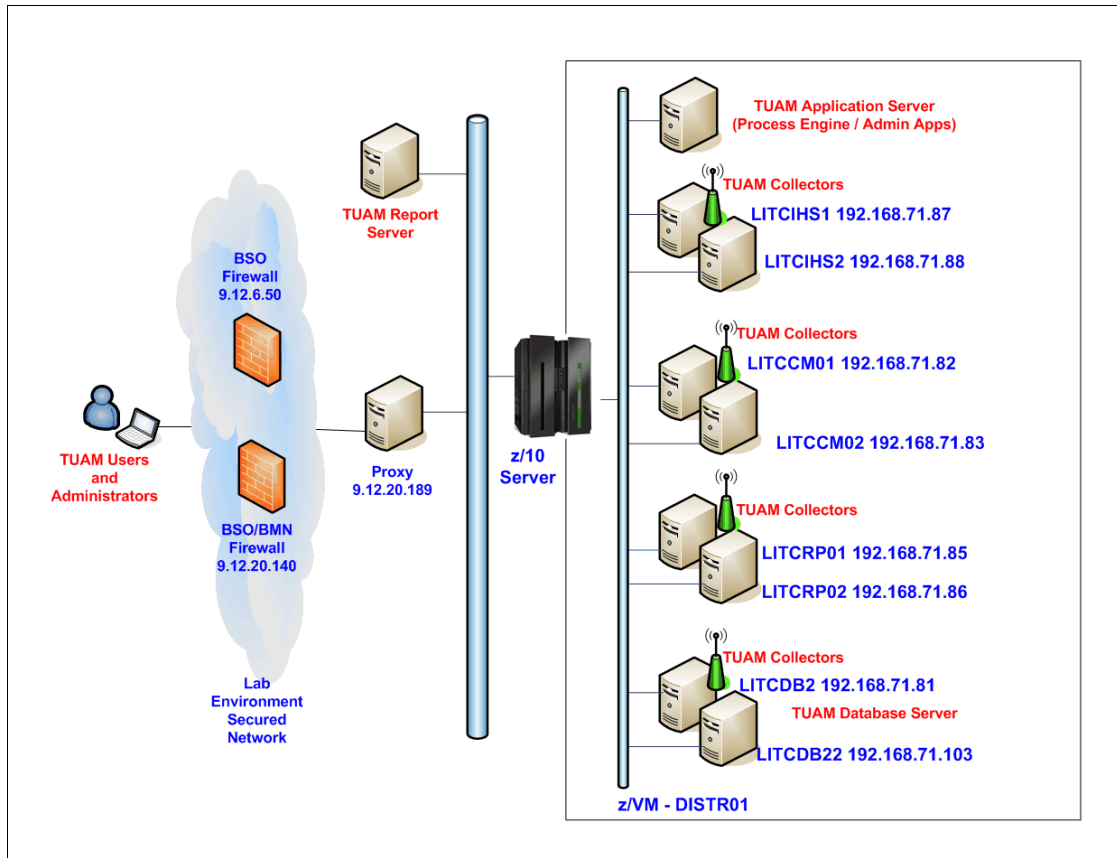 TUAM Users
and
Administrators
BSO
Firewall
9.12.6.50
BSO/BMN
Firewall
9.12.20.140
Lab
Environment
Secured
Network
TUAM Report
Server
Proxy
9.12.20.189
z/10
Server
TUAM Application Server
(Process Engine / Admin Apps)
TUAM Collectors
LITCIHS1 192.168.71.87
LITCIHS2 192.168.71.88
TUAM Collectors
LITCCM01 192.168.71.82
LITCCM02 192.168.71.83
TUAM Collectors
LITCRP01 192.168.71.85
LITCRP02 192.168.71.86
TUAM Collectors
LITCDB2 192.168.71.81
TUAM Database Server
LITCDB22 192.168.71.103
z/VM - DISTR01